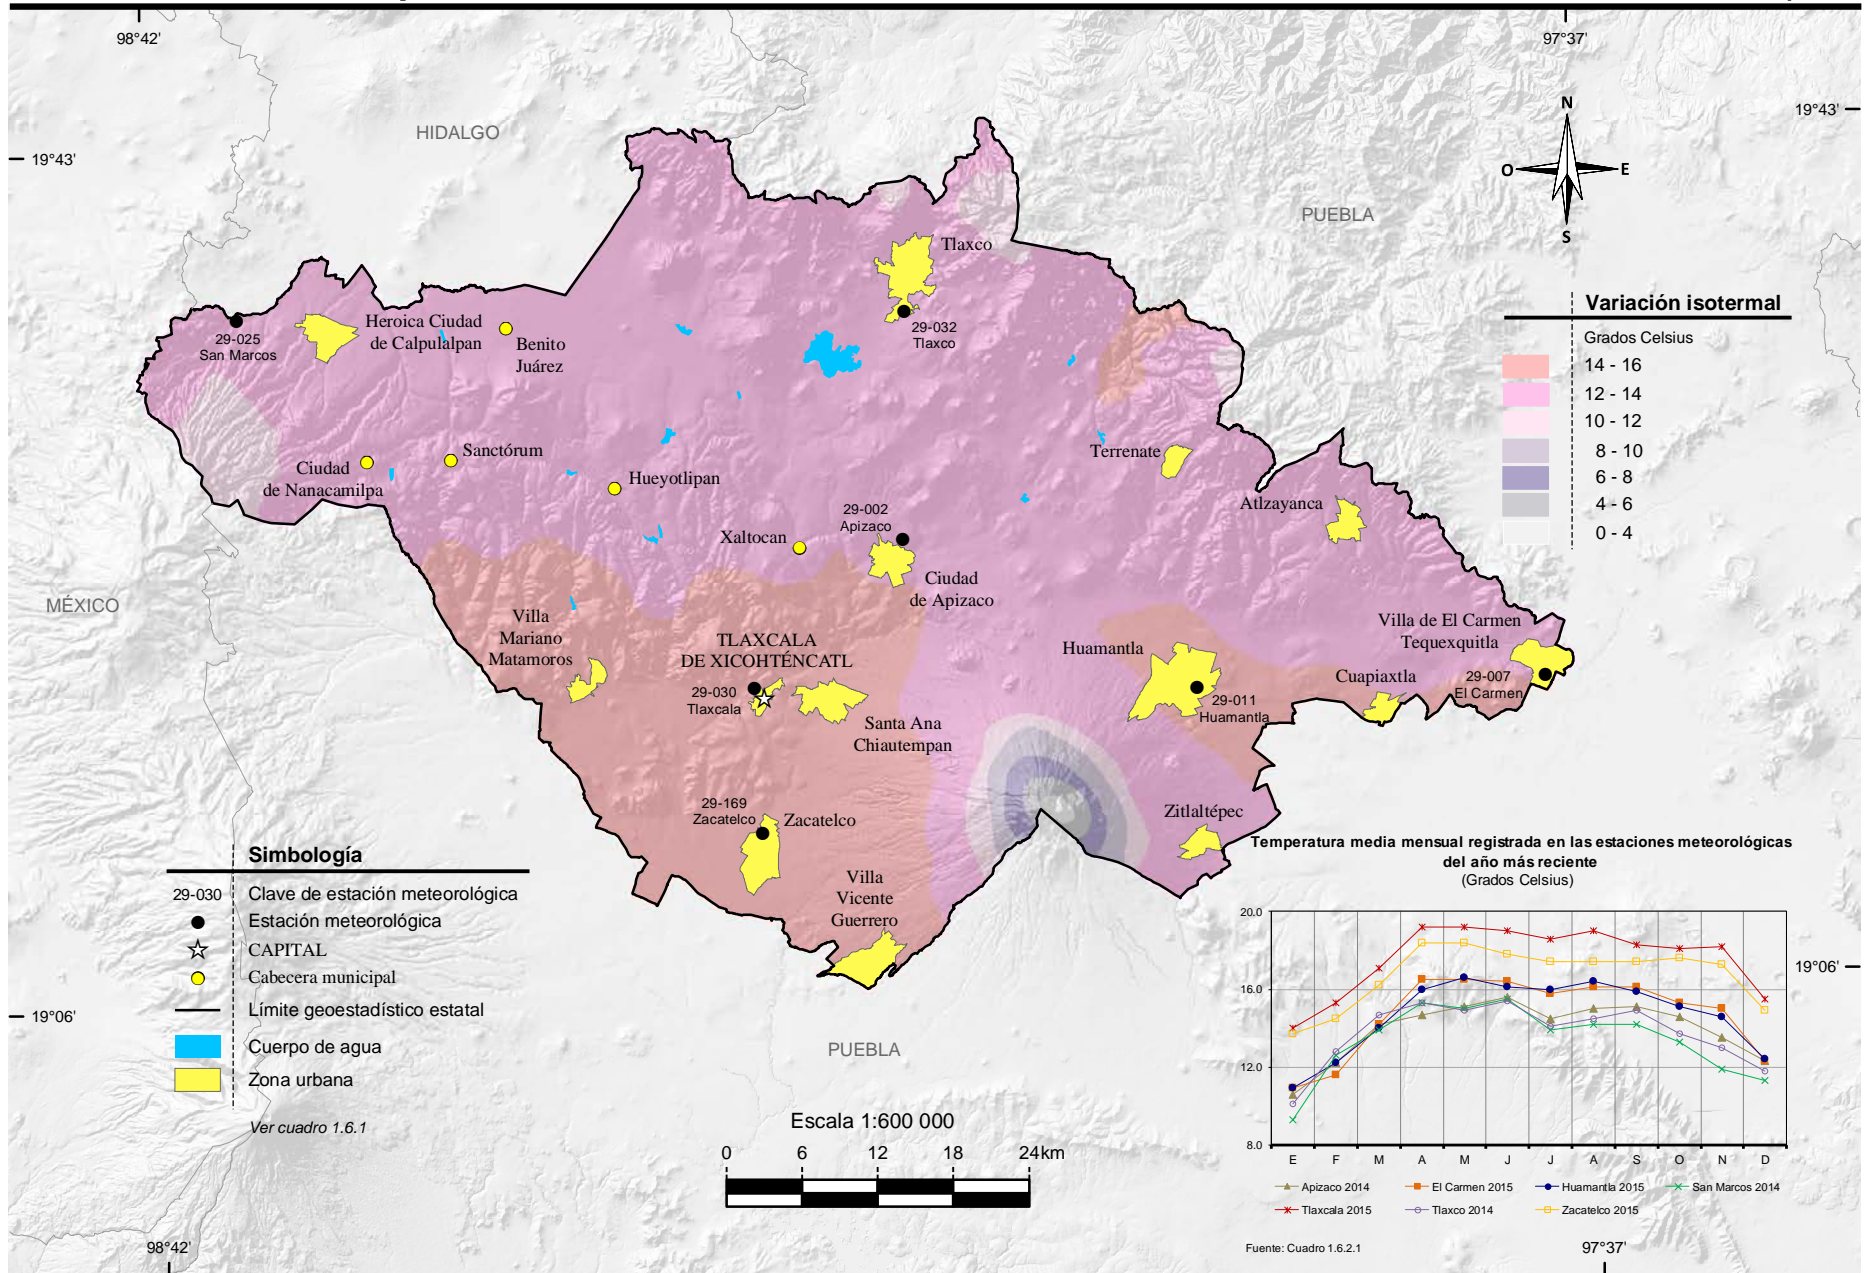 98°42'
97°37'
19°43'
19°43'
HIDALGO
N
O
E
S
PUEBLA
Tlaxco
29-032
Tlaxco
Heroica Ciudad
de Calpulalpan
29-025
San Marcos
Benito
Juárez
Variación isotermal
Grados Celsius
14 - 16
12 - 14
10 - 12
8 - 10
6 - 8
4 - 6
0 - 4
Ciudad
de Nanacamilpa
Sanctórum
Hueyotlipan
Terrenate
Atlzayanca
29-002
Apizaco
Xaltocan
Ciudad
de Apizaco
MÉXICO
Villa
Mariano
Matamoros
TLAXCALA
DE XICOHTÉNCATL
29-030
Tlaxcala
Santa Ana
Chiautempan
Huamantla
29-011
Huamantla
Villa de El Carmen
Tequexquitla
Cuapiaxtla
29-007
El Carmen
29-169
Zacatelco
Zacatelco
Zitlaltépec
Villa
Vicente
Guerrero
Simbología
29-030
Clave de estación meteorológica
Estación meteorológica
CAPITAL
Cabecera municipal
Límite geoestadístico estatal
Cuerpo de agua
Zona urbana
Ver cuadro 1.6.1
19°06'
19°06'
PUEBLA
Escala 1:600 000
0 6 12 18 24km
Temperatura media mensual registrada en las estaciones meteorológicas
del año más reciente
(Grados Celsius)
20.0
16.0
12.0
8.0
E F M A M J J A S O N D
Apizaco 2014 El Carmen 2015 Huamantla 2015 San Marcos 2014
Tlaxcala 2015 Tlaxco 2014 Zacatelco 2015
Fuente: Cuadro 1.6.2.1
98°42'
97°37'